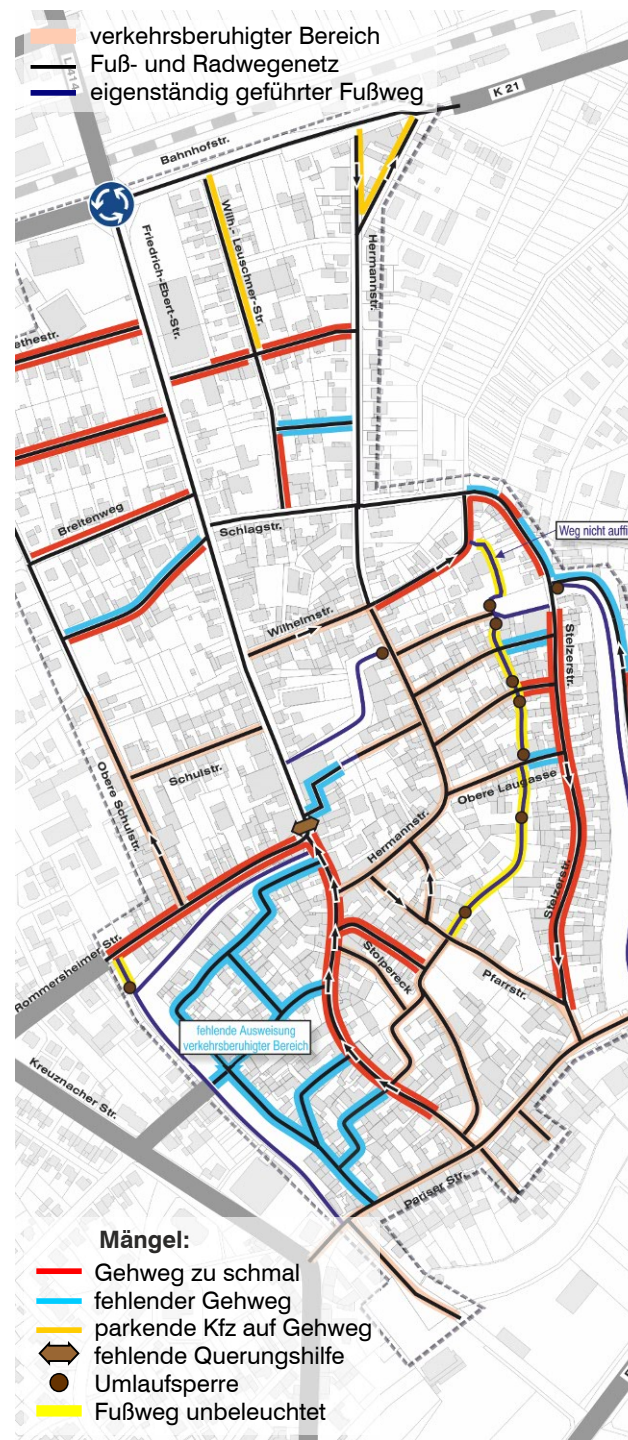 verkehrsberuhigter Bereich
Fuß- und Radwegenetz
eigenständig geführter Fußweg
L 414
K 21
Bahnhofstr.
Friedrich-Ebert-Str.
Wilh.-Leuschner-Str.
Hermannstr.
ethestr.
Breitenweg
Schlagstr.
Weg nicht auffi
Wilhelmstr.
Stelzerstr.
Schulstr.
Obere Schulstr.
Obere Laugasse
Hermannstr.
Stelzerstr.
Rommersheimer Str.
Stolpereck
Pfarrstr.
fehlende Ausweisung
verkehrsberuhigter Bereich
Kreuznacher Str.
Pariser Str.
Mängel:
Gehweg zu schmal
fehlender Gehweg
parkende Kfz auf Gehweg
fehlende Querungshilfe
Umlaufsperre
Fußweg unbeleuchtet